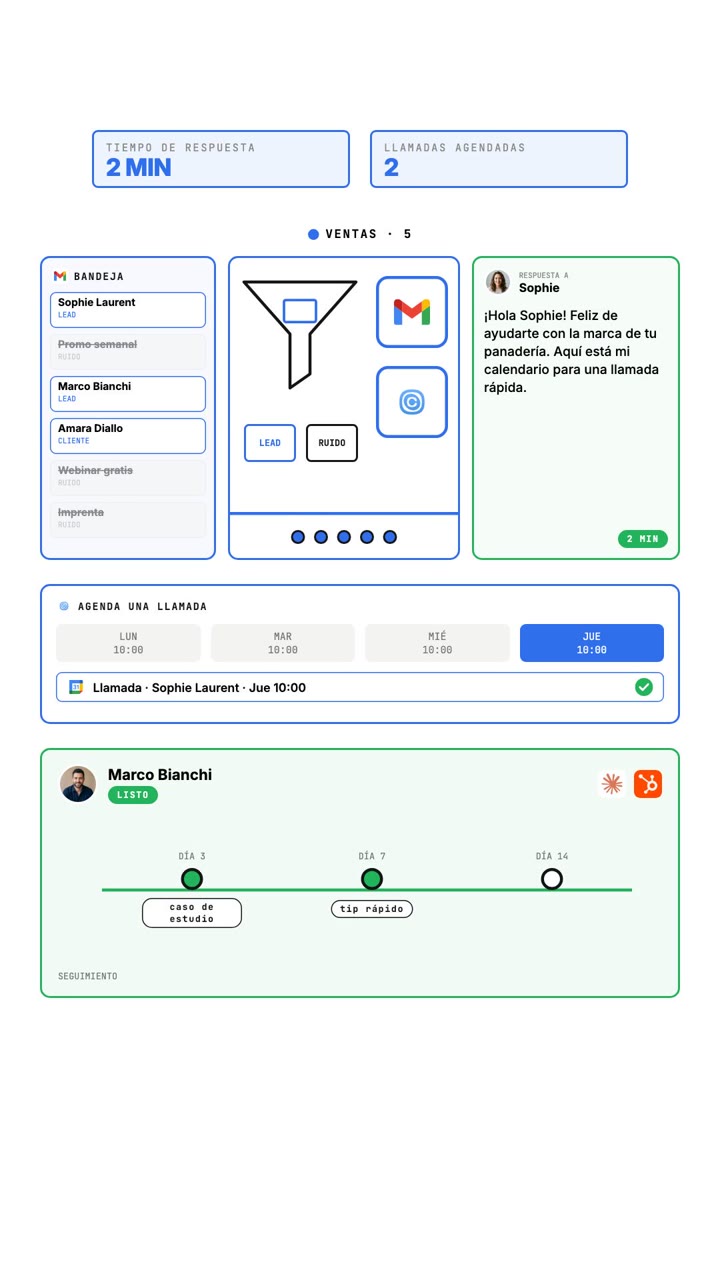 TIEMPO DE RESPUESTA
2 MIN
LLAMADAS AGENDADAS
2
VENTAS · 5
BANDEJA
Sophie Laurent
LEAD
Promo semanal
RUIDO
Marco Bianchi
LEAD
Amara Diallo
CLIENTE
Webinar gratis
RUIDO
Imprenta
RUIDO
LEAD
RUIDO
RESPUESTA A
Sophie
¡Hola Sophie! Feliz de
ayudarte con la marca de tu
panadería. Aquí está mi
calendario para una llamada
rápida.
2 MIN
AGENDA UNA LLAMADA
LUN
10:00
MAR
10:00
MIÉ
10:00
JUE
10:00
31
Llamada · Sophie Laurent · Jue 10:00
Marco Bianchi
LISTO
DÍA 3
DÍA 7
DÍA 14
caso de
estudio
tip rápido
SEGUIMIENTO